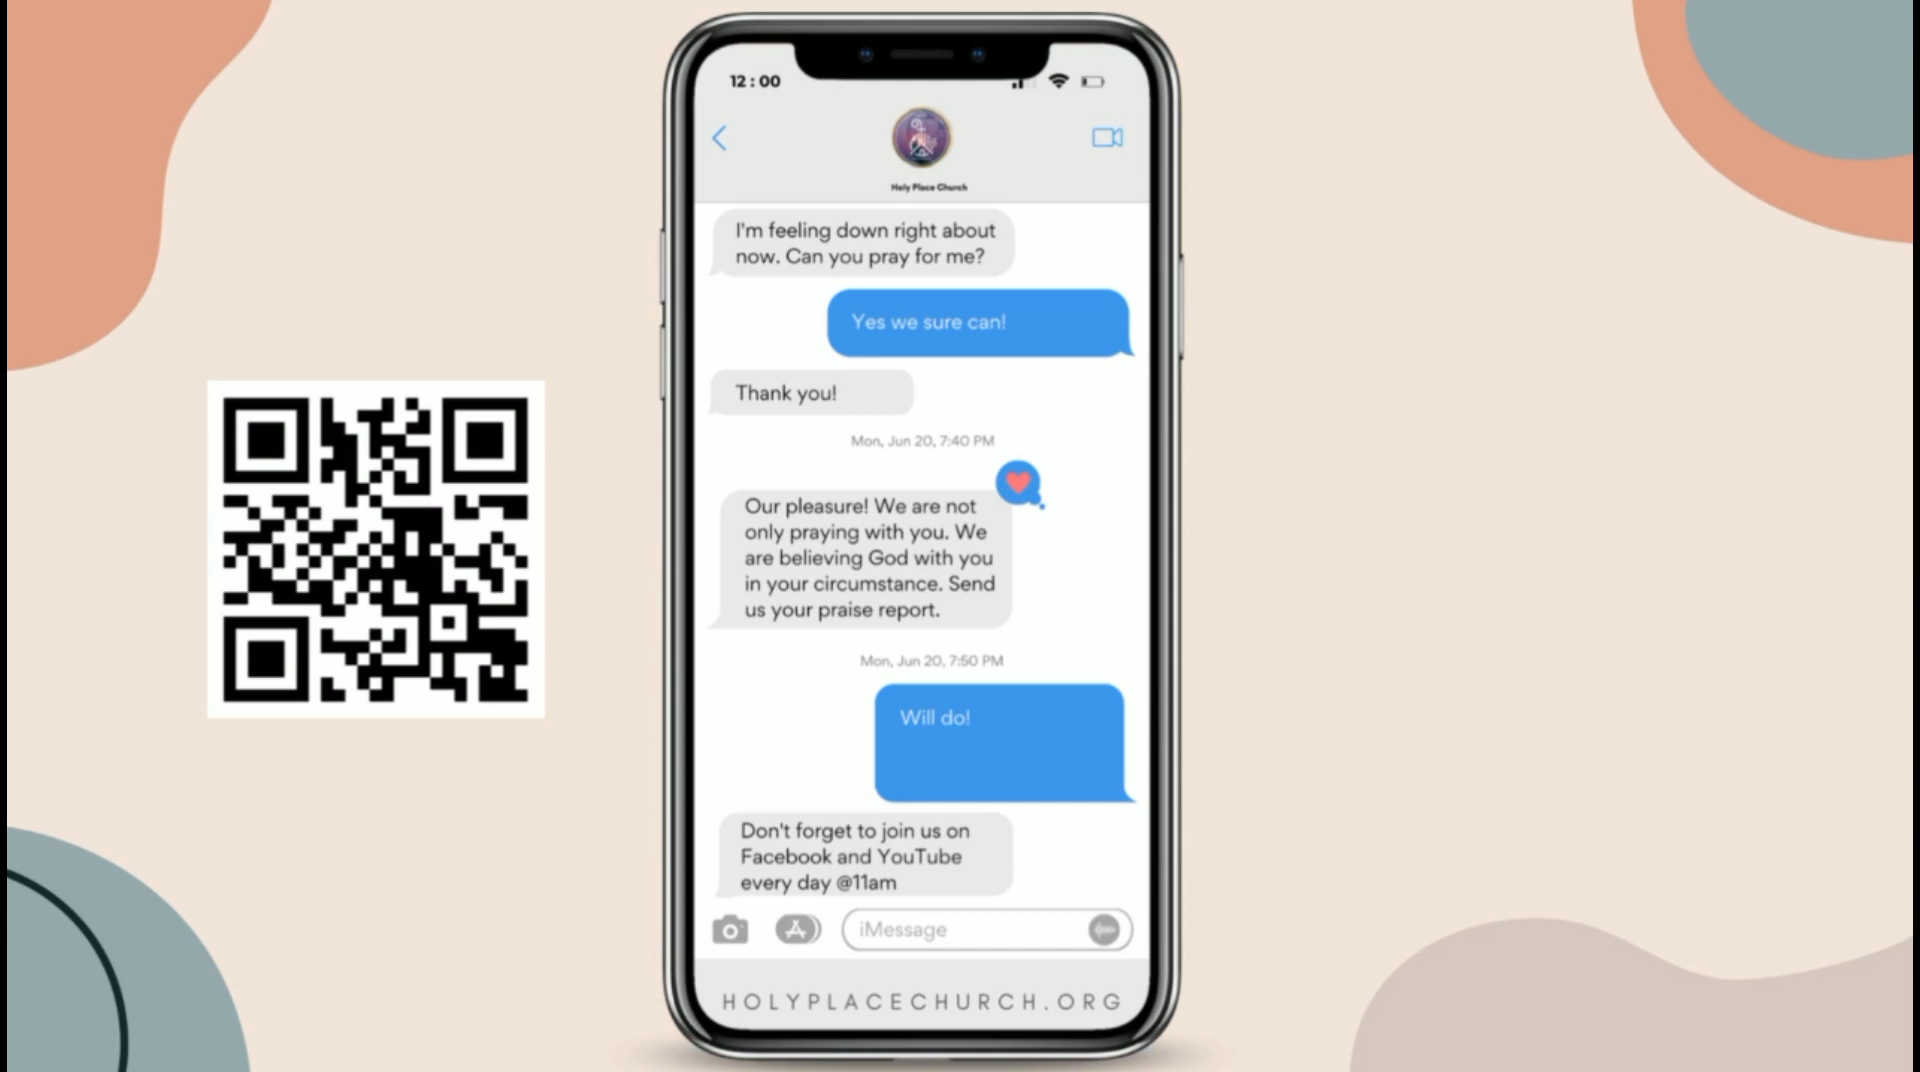 12:00
Holy Place Church
I'm feeling down right about
now. Can you pray for me?
Yes we sure can!
Thank you!
Mon, Jun 20, 7:40 PM
Our pleasure! We are not
only praying with you. We
are believing God with you
in your circumstance. Send
us your praise report.
Mon, Jun 20, 7:50 PM
Will do!
Don't forget to join us on
Facebook and YouTube
every day @11am
iMessage
HOLYPLACECHURCH.ORG